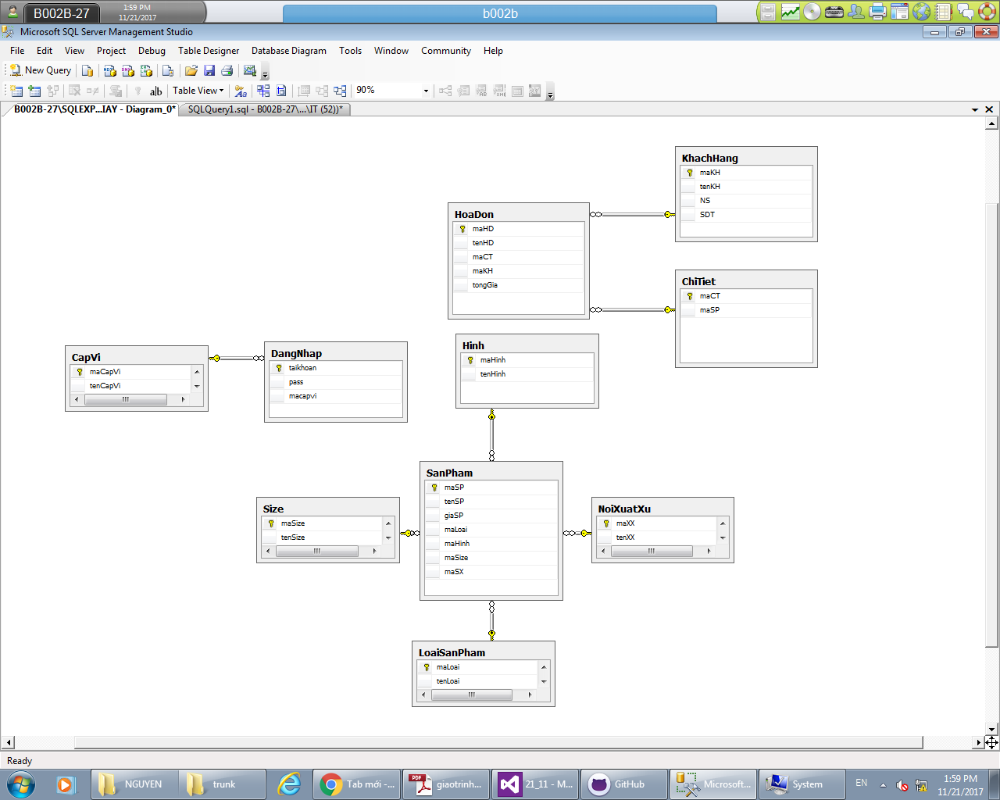 B002B-27
1:59 PM
11/21/2017
b002b
Microsoft SQL Server Management Studio
File Edit View Project Debug Table Designer Database Diagram Tools Window Community Help
New Query
ab Table View 90%
B002B-27\SQLEXP...IAY - Diagram_0* SQLQuery1.sql - B002B-27\...\IT (52))*
KhachHang
maKH
tenKH
NS
SDT
HoaDon
maHD
tenHD
maCT
maKH
tongGia
ChiTiet
maCT
maSP
CapVi
maCapVi
tenCapVi
DangNhap
taikhoan
pass
macapvi
Hinh
maHinh
tenHinh
SanPham
maSP
tenSP
giaSP
maLoai
maHinh
maSize
maSX
Size
maSize
tenSize
NoiXuatXu
maXX
tenXX
LoaiSanPham
maLoai
tenLoai
Ready
NGUYEN trunk Tab mới -... giaotrinh... 21_11 - M... GitHub Microsoft... System EN 1:59 PM
11/21/2017